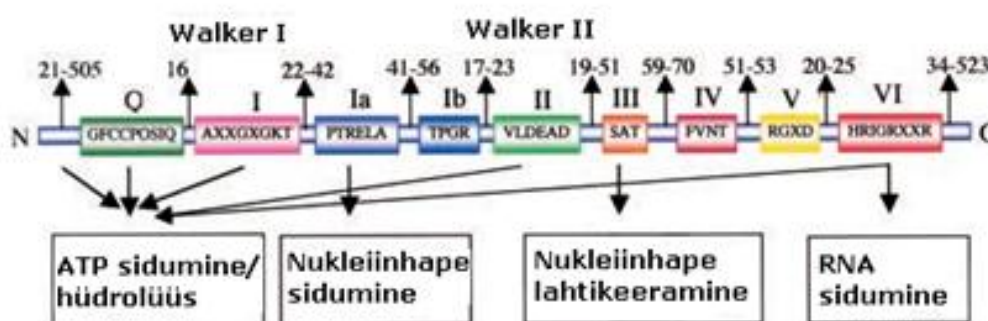 Walker I Walker II
21-505 16 22-42 41-56 17-23 19-51 59-70 51-53 20-25 34-523
Q I Ia Ib II III IV V VI
N GFCCPOSIQ AXXGXGKT PTRELA TPGR VLDEAD SAT FVNT RGXD HRIGRXXR C
ATP sidumine/
hüdrolüüs
Nukleiinhape
sidumine
Nukleiinhape
lahtikeeramine
RNA
sidumine